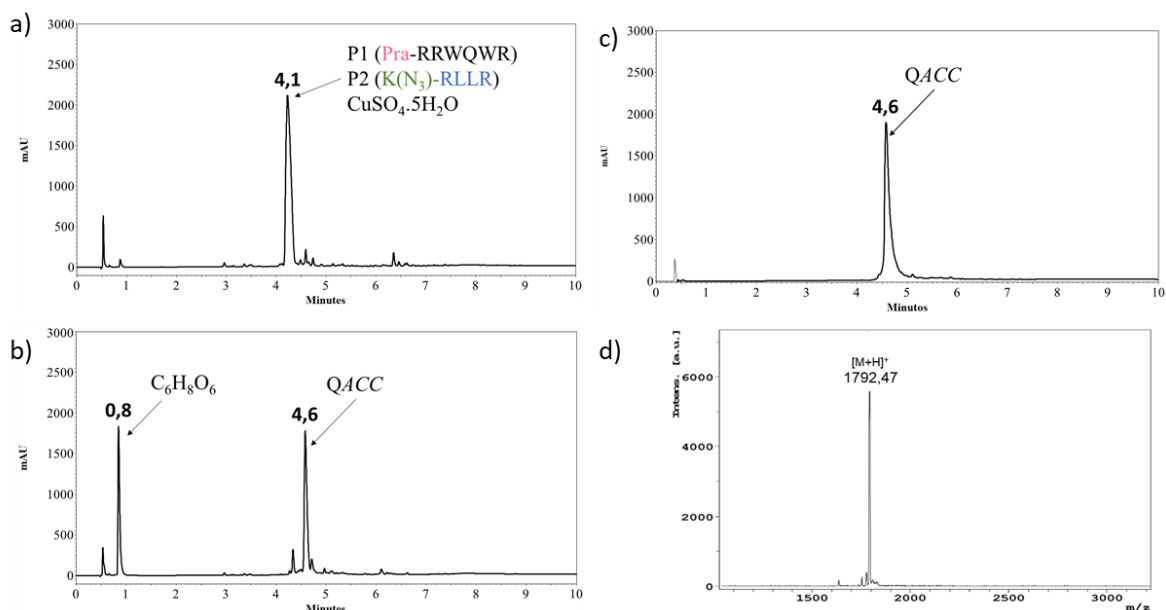 a)
3000
2500
2000
1500
1000
500
0
mAU
4,1
P1 (Pra-RRWQWR)
P2 (K(N₃)-RLLR)
CuSO₄.5H₂O
0 1 2 3 4 5 6 7 8 9 10
Minutes
c)
3000
2500
2000
1500
1000
500
0
mAU
4,6
QACC
0 1 2 3 4 5 6 7 8 9 10
Minutos
b)
3000
2500
2000
1500
1000
500
0
mAU
C₆H₈O₆
0,8
4,6
QACC
0 1 2 3 4 5 6 7 8 9 10
Minutes
d)
Intens. [a.u.]
6000
4000
2000
0
[M+H]⁺
1792,47
1500 2000 2500 3000
m/z